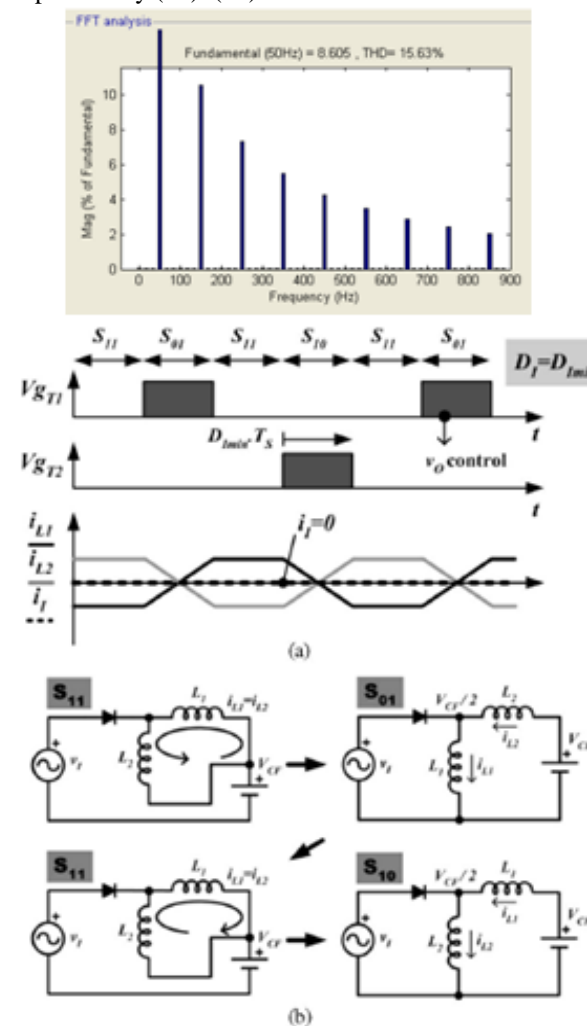 FFT analysis
Fundamental (50Hz) = 8.605 , THD= 15.63%
Mag (% of Fundamental)
10
8
6
4
2
0
0 100 200 300 400 500 600 700 800 900
Frequency (Hz)
S11 S01 S11 S10 S11 S01
VgT1
t
vO control
D1min.TS
VgT2
t
iL1
iL2
iI
iI=0
(a)
S11
L1
iL1=iL2
L2
vI
VCF
S01
VCF/2
L2
iL2
L1
iL1
vI
S11
L1
iL1=iL2
L2
vI
VCF
S10
VCF/2
L1
iL1
L2
iL2
vI
(b)